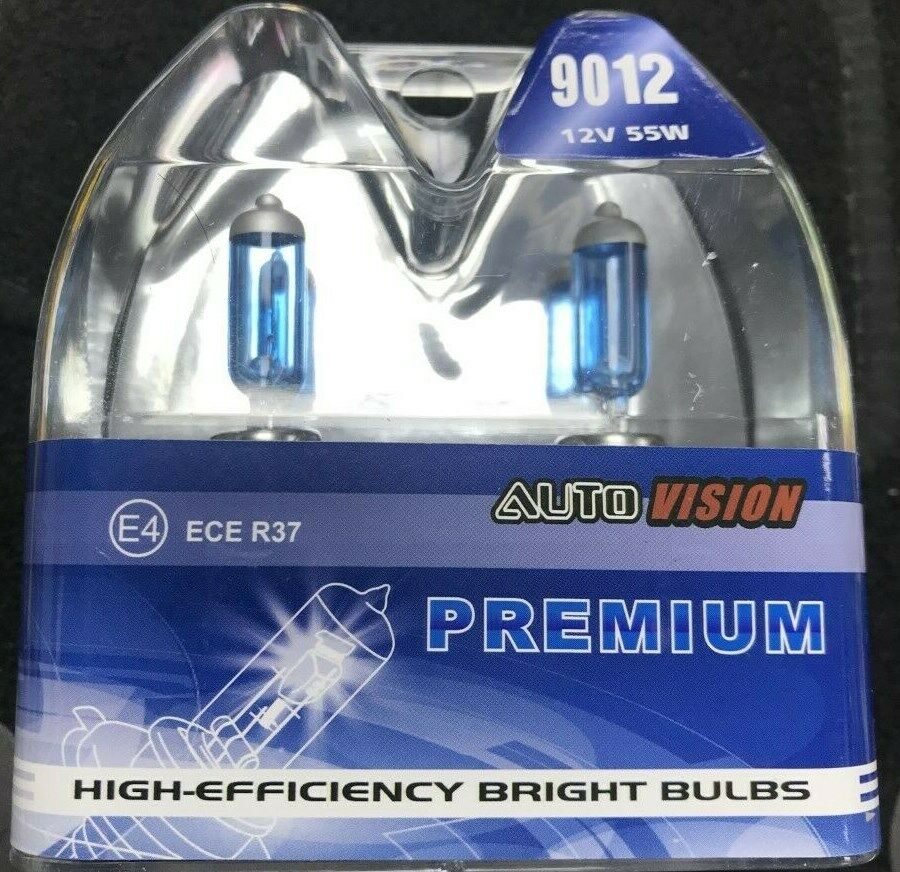 9012
12V 55W
E4 ECE R37
AUTO VISION
PREMIUM
HIGH-EFFICIENCY BRIGHT BULBS